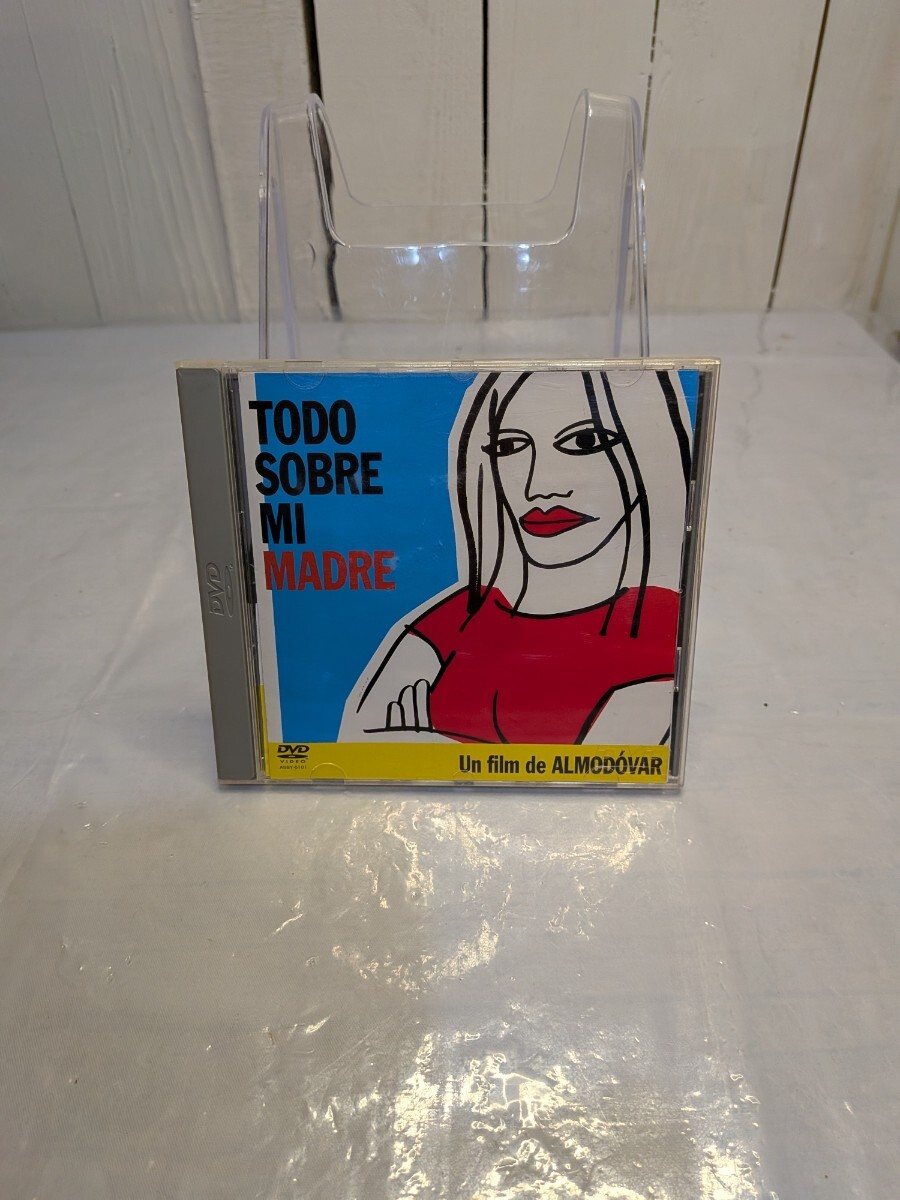 TODO
SOBRE
MI
MADRE
DVD
DVD
VIDEO
Un film de ALMODÓVAR